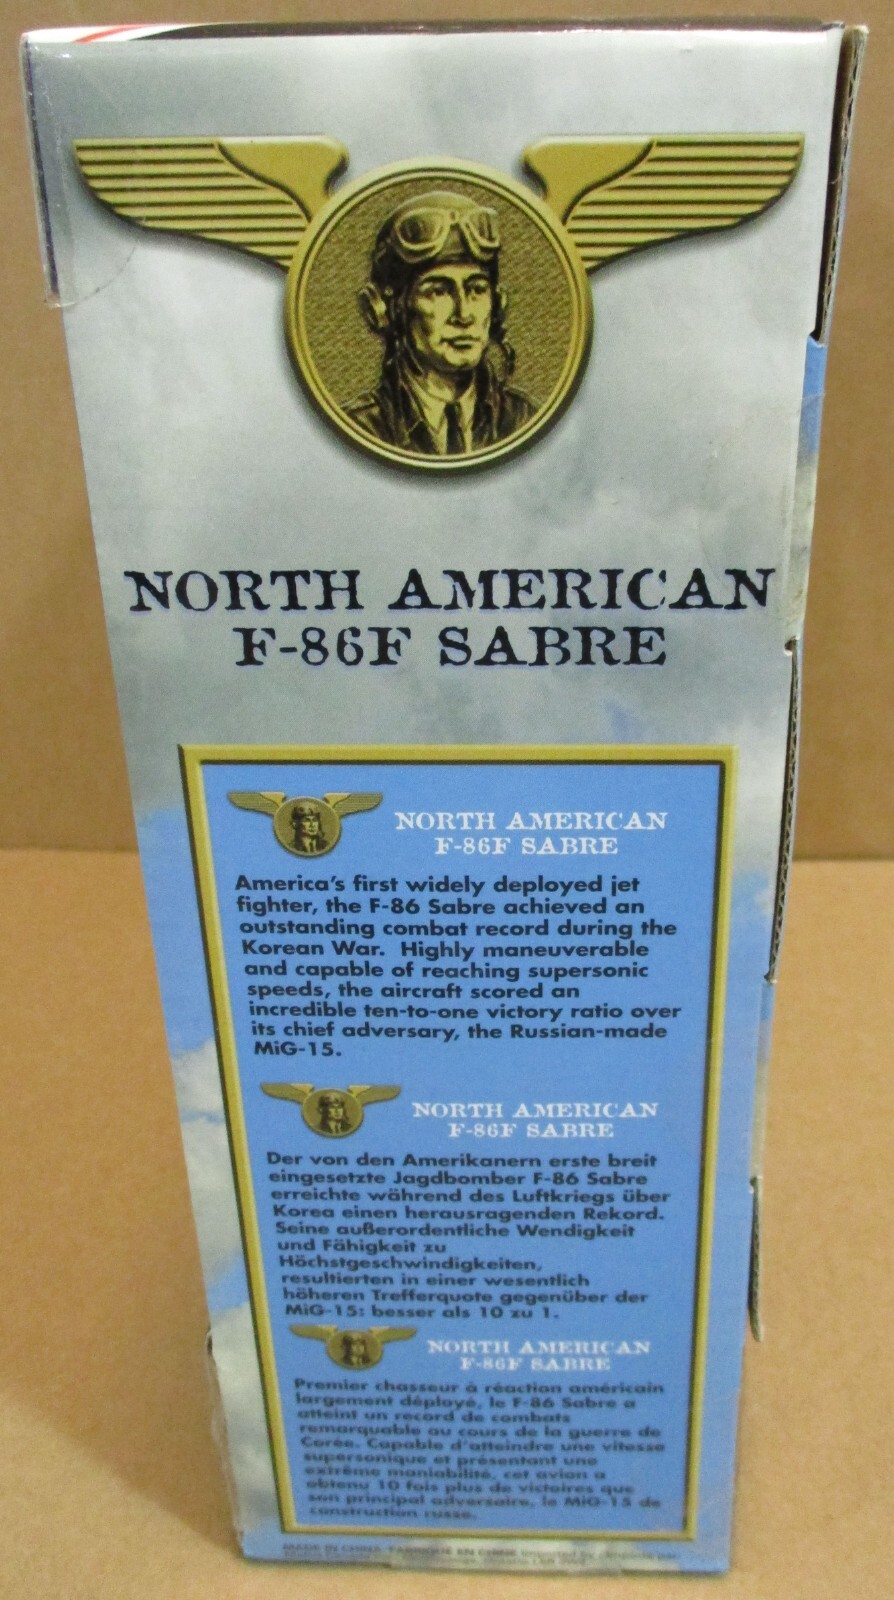 NORTH AMERICAN
F-86F SABRE
NORTH AMERICAN
F-86F SABRE
America's first widely deployed jet
fighter, the F-86 Sabre achieved an
outstanding combat record during the
Korean War. Highly maneuverable
and capable of reaching supersonic
speeds, the aircraft scored an
incredible ten-to-one victory ratio over
its chief adversary, the Russian-made
MiG-15.
NORTH AMERICAN
F-86F SABRE
Der von den Amerikanern erste breit
eingesetzte Jagdbomber F-86 Sabre
erreichte während des Luftkriegs über
Korea einen herausragenden Rekord.
Seine außerordentliche Wendigkeit
und Fähigkeit zu
Höchstgeschwindigkeiten,
resultierten in einer wesentlich
höheren Trefferquote gegenüber der
MiG-15: besser als 10 zu 1.
NORTH AMERICAN
F-86F SABRE
Premier chasseur à réaction américain
largement déployé, le F-86 Sabre a
atteint un record de combats
remarquable au cours de la guerre de
Corée. Capable d'atteindre une vitesse
supersonique et présentant une
extrême maniabilité, cet avion a
obtenu 10 fois plus de victoires que
son principal adversaire, le MiG-15 de
construction russe.
MADE IN CHINA/FABRIQUÉ EN CHINE